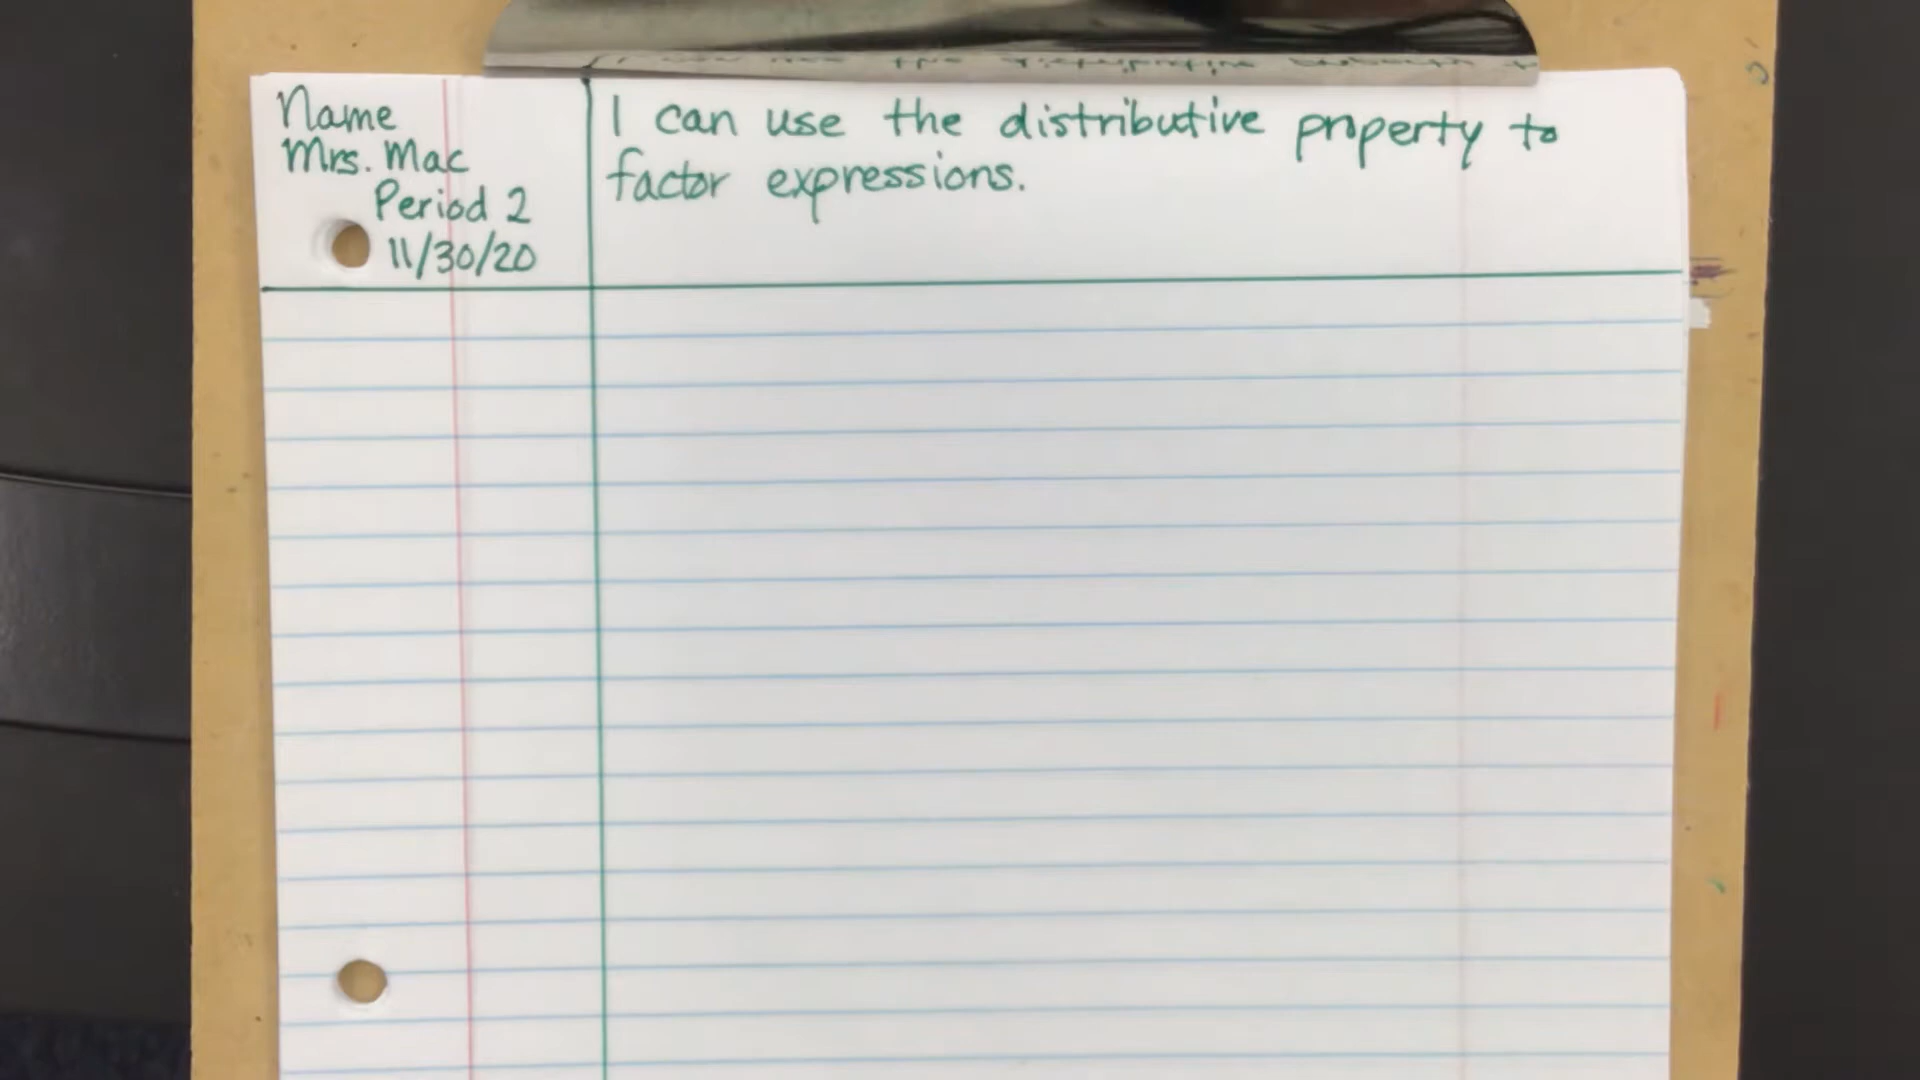 Name
Mrs. Mac
Period 2
11/30/20
I can use the distributive property to
factor expressions.